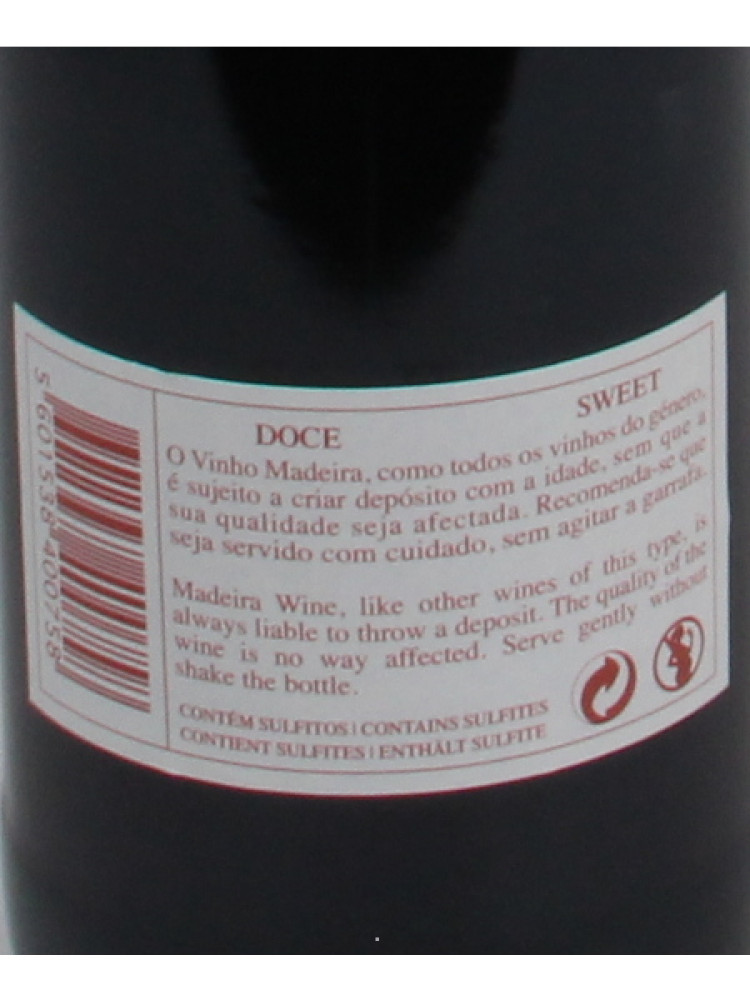 DOCE SWEET
O Vinho Madeira, como todos os vinhos do género,
é sujeito a criar depósito com a idade, sem que a
sua qualidade seja afectada. Recomenda-se que
seja servido com cuidado, sem agitar a garrafa.
Madeira Wine, like other wines of this type, is
always liable to throw a deposit. The quality of the
wine is no way affected. Serve gently without
shake the bottle.
CONTÉM SULFITOS | CONTAINS SULFITES
CONTIENT SULFITES | ENTHÄLT SULFITE
5 601538 400758